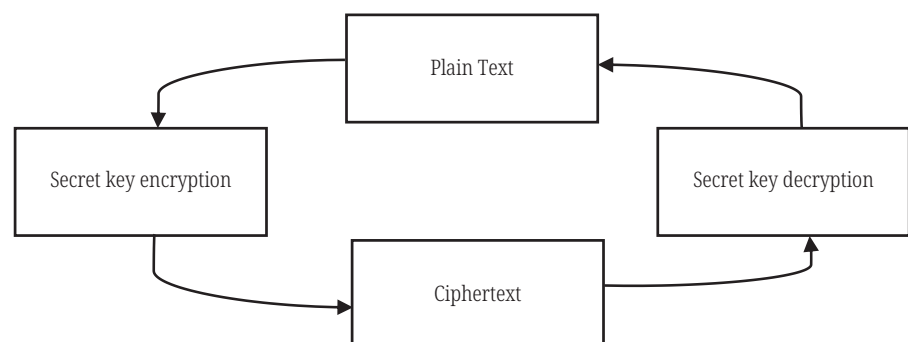 Plain Text
Secret key encryption
Secret key decryption
Ciphertext